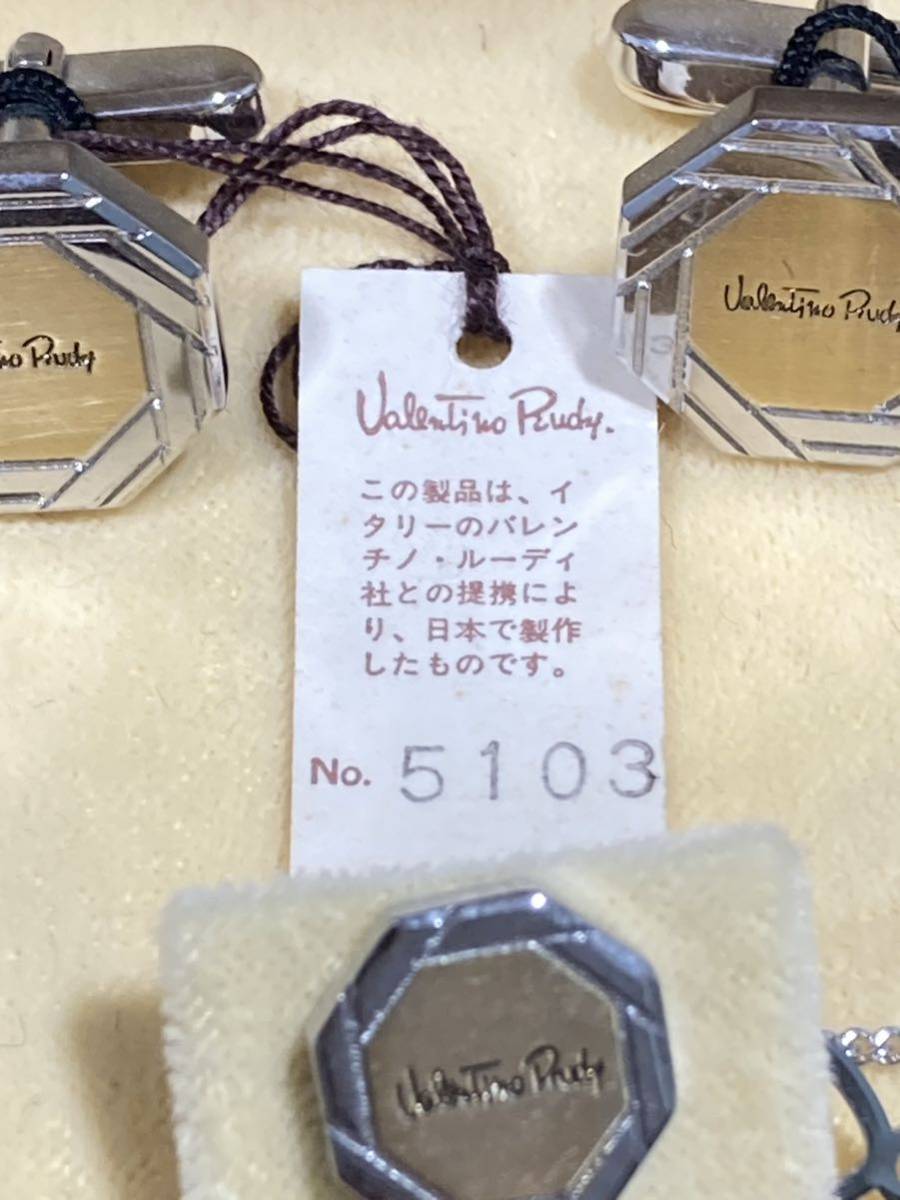 Valentino Rudy
Valentino Rudy.
この製品は、イ
タリーのバレン
チノ・ルーディ
社との提携によ
り、日本で製作
したものです。
No. 5103
Valentino Rudy